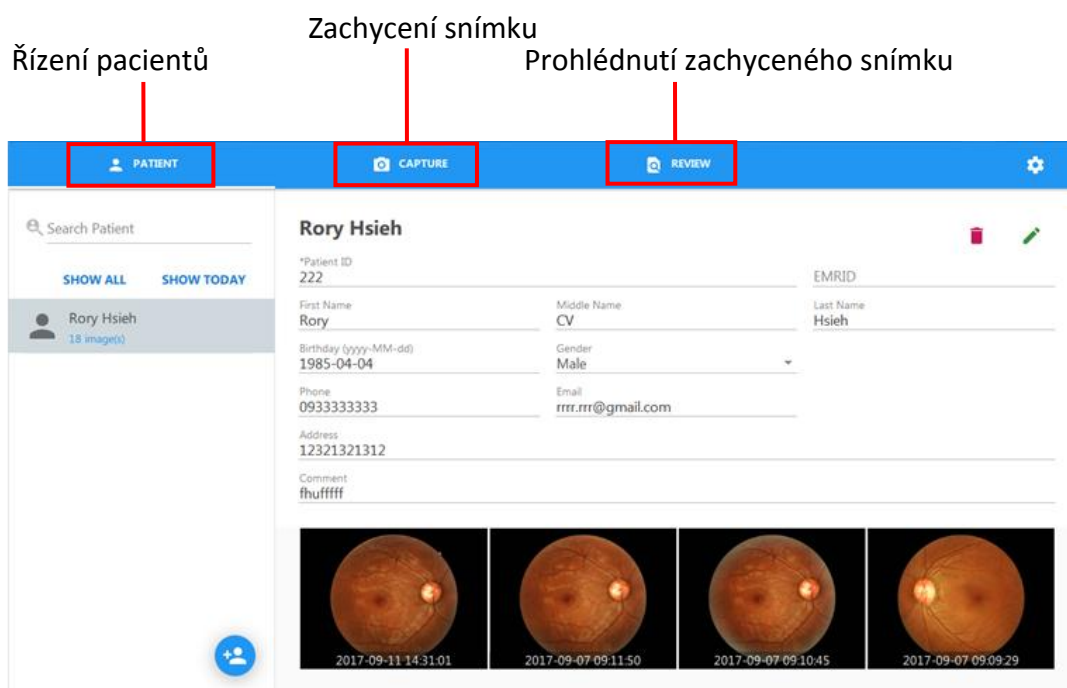 Zachycení snímku
Řízení pacientů
Prohlédnutí zachyceného snímku
PATIENT
CAPTURE
REVIEW
Search Patient
SHOW ALL SHOW TODAY
Rory Hsieh
18 image(s)
Rory Hsieh
*Patient ID
222
EMRID
First Name Middle Name Last Name
Rory CV Hsieh
Birthday (yyyy-MM-dd) Gender
1985-04-04 Male
Phone Email
0933333333 rrrr.rrr@gmail.com
Address
12321321312
Comment
fhufffff
2017-09-11 14:31:01 2017-09-07 09:11:50 2017-09-07 09:10:45 2017-09-07 09:09:29